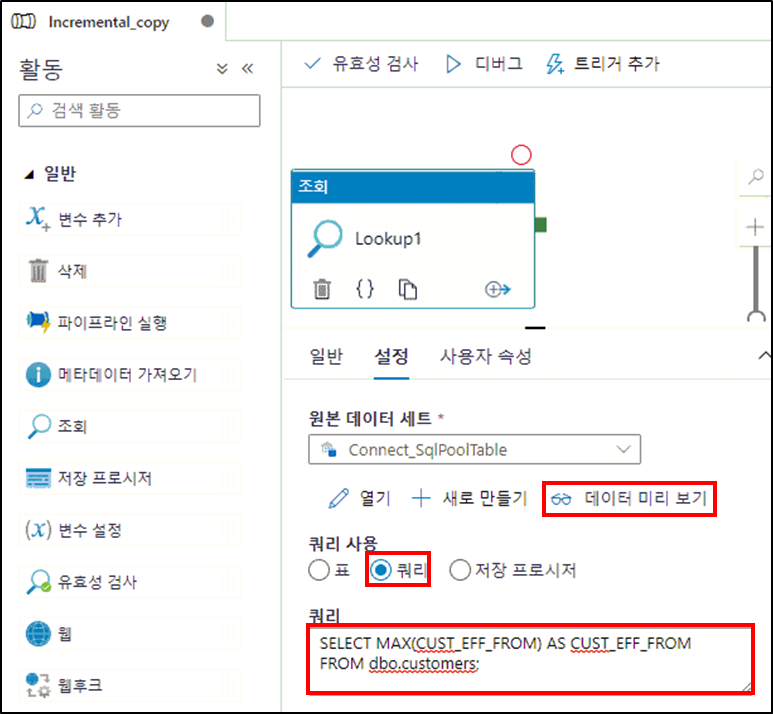 Incremental_copy
활동
검색 활동
일반
변수 추가
삭제
파이프라인 실행
메타데이터 가져오기
조회
저장 프로시저
변수 설정
유효성 검사
웹
웹후크
유효성 검사
디버그
트리거 추가
조회
Lookup1
일반
설정
사용자 속성
원본 데이터 세트 *
Connect_SqlPoolTable
열기
새로 만들기
데이터 미리 보기
쿼리 사용
표
쿼리
저장 프로시저
쿼리
SELECT MAX(CUST_EFF_FROM) AS CUST_EFF_FROM
FROM dbo.customers;